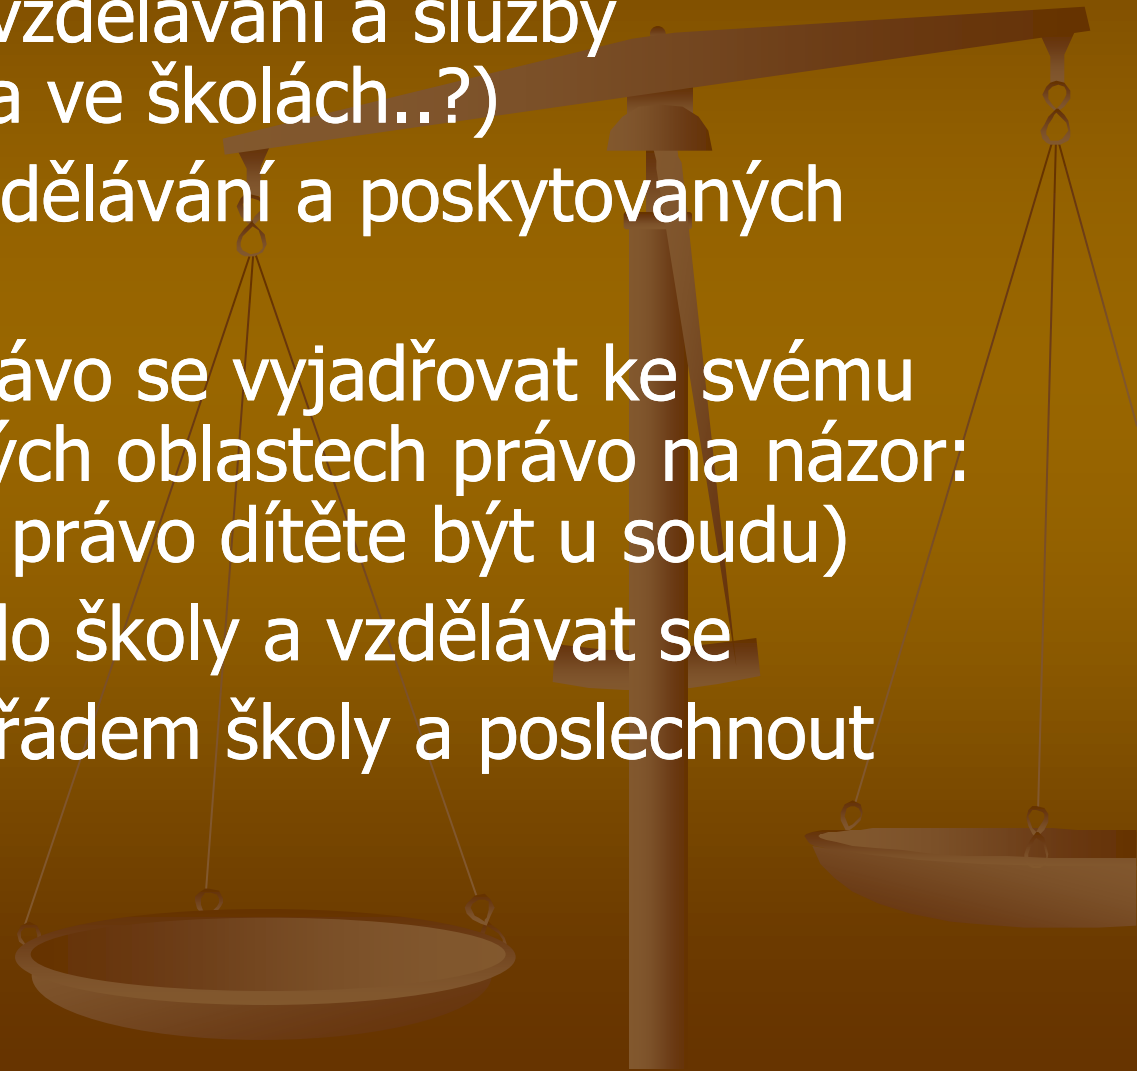 vzdělávání a služby
a ve školách..?)
dělávání a poskytovaných
ávo se vyjadřovat ke svému
ých oblastech právo na názor:
právo dítěte být u soudu)
do školy a vzdělávat se
řádem školy a poslechnout